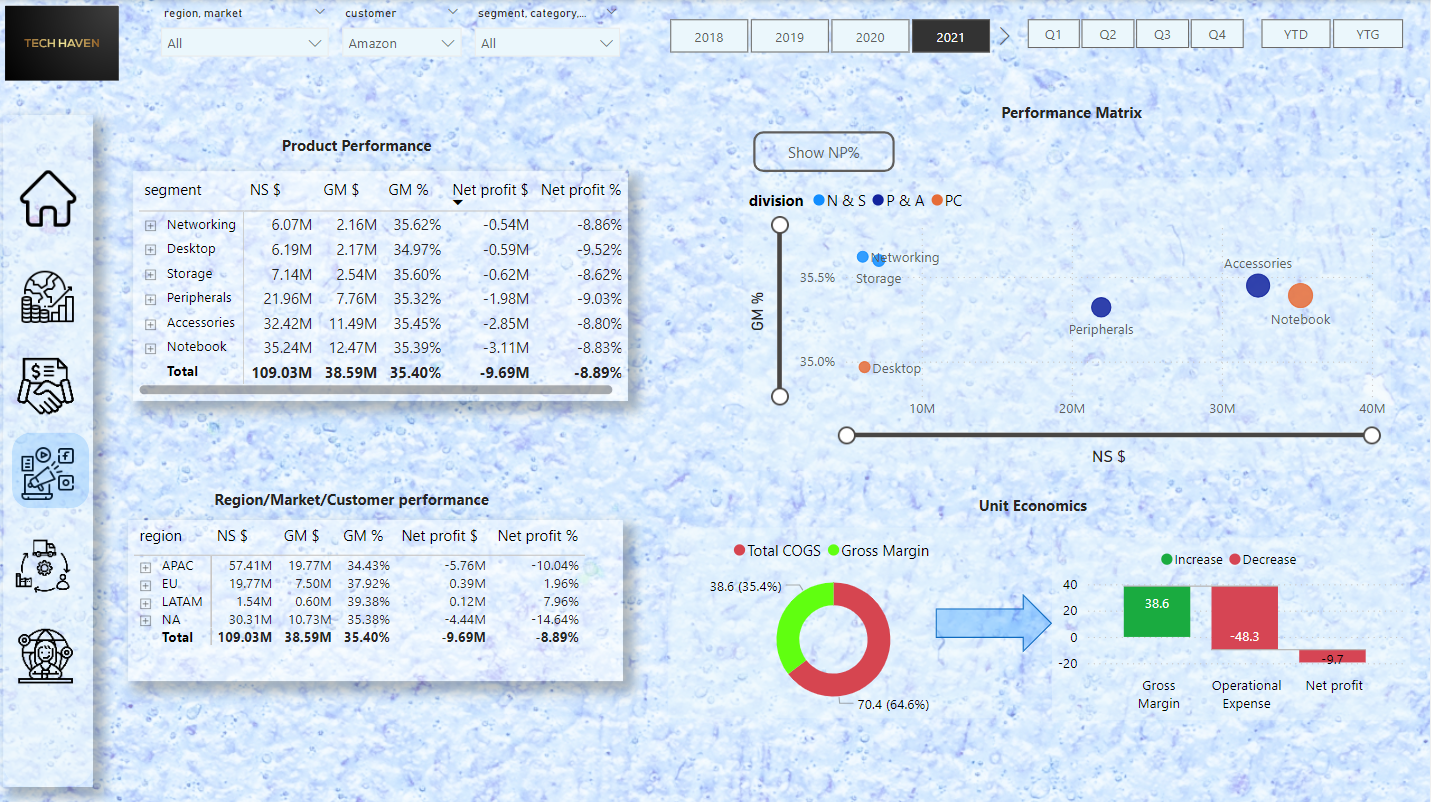 TECH HAVEN
region, market
customer
segment, category,...
All
Amazon
All
2018 2019 2020 2021
Q1 Q2 Q3 Q4
YTD YTG
Product Performance
segment NS $ GM $ GM % Net profit $ Net profit %
Networking 6.07M 2.16M 35.62% -0.54M -8.86%
Desktop 6.19M 2.17M 34.97% -0.59M -9.52%
Storage 7.14M 2.54M 35.60% -0.62M -8.62%
Peripherals 21.96M 7.76M 35.32% -1.98M -9.03%
Accessories 32.42M 11.49M 35.45% -2.85M -8.80%
Notebook 35.24M 12.47M 35.39% -3.11M -8.83%
Total 109.03M 38.59M 35.40% -9.69M -8.89%
Performance Matrix
Show NP%
division N & S P & A PC
GM %
35.5%
35.0%
Networking
Storage
Accessories
Notebook
Peripherals
Desktop
10M 20M 30M 40M
NS $
Region/Market/Customer performance
region NS $ GM $ GM % Net profit $ Net profit %
APAC 57.41M 19.77M 34.43% -5.76M -10.04%
EU 19.77M 7.50M 37.92% 0.39M 1.96%
LATAM 1.54M 0.60M 39.38% 0.12M 7.96%
NA 30.31M 10.73M 35.38% -4.44M -14.64%
Total 109.03M 38.59M 35.40% -9.69M -8.89%
Unit Economics
Total COGS Gross Margin
38.6 (35.4%)
70.4 (64.6%)
Increase Decrease
40
20
0
-20
38.6
-48.3
-9.7
Gross
Margin
Operational
Expense
Net profit